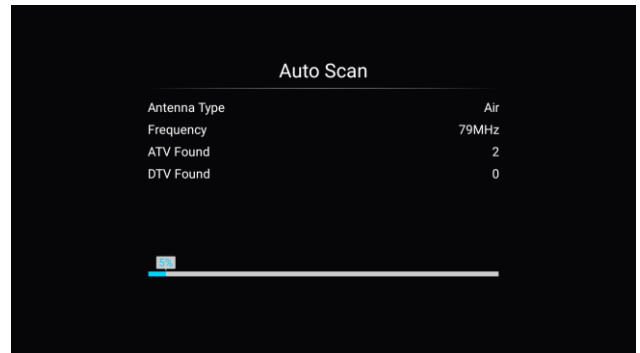 Auto Scan
Antenna Type Air
Frequency 79MHz
ATV Found 2
DTV Found 0
5%